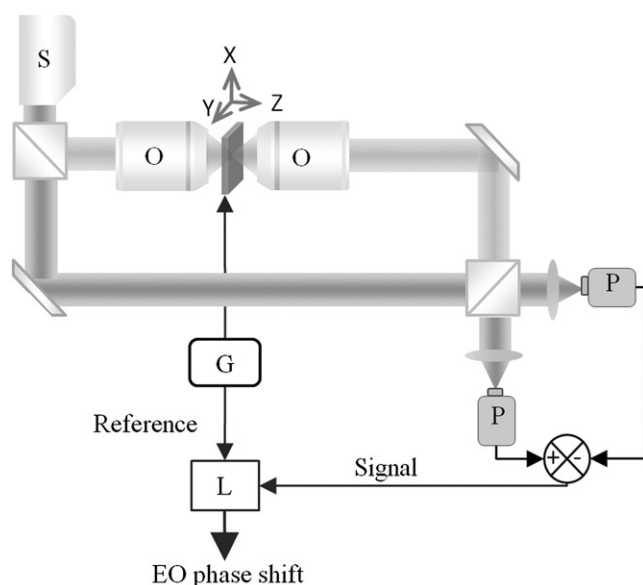 S
X
Y
Z
O
O
P
G
P
Reference
+
-
Signal
L
EO phase shift